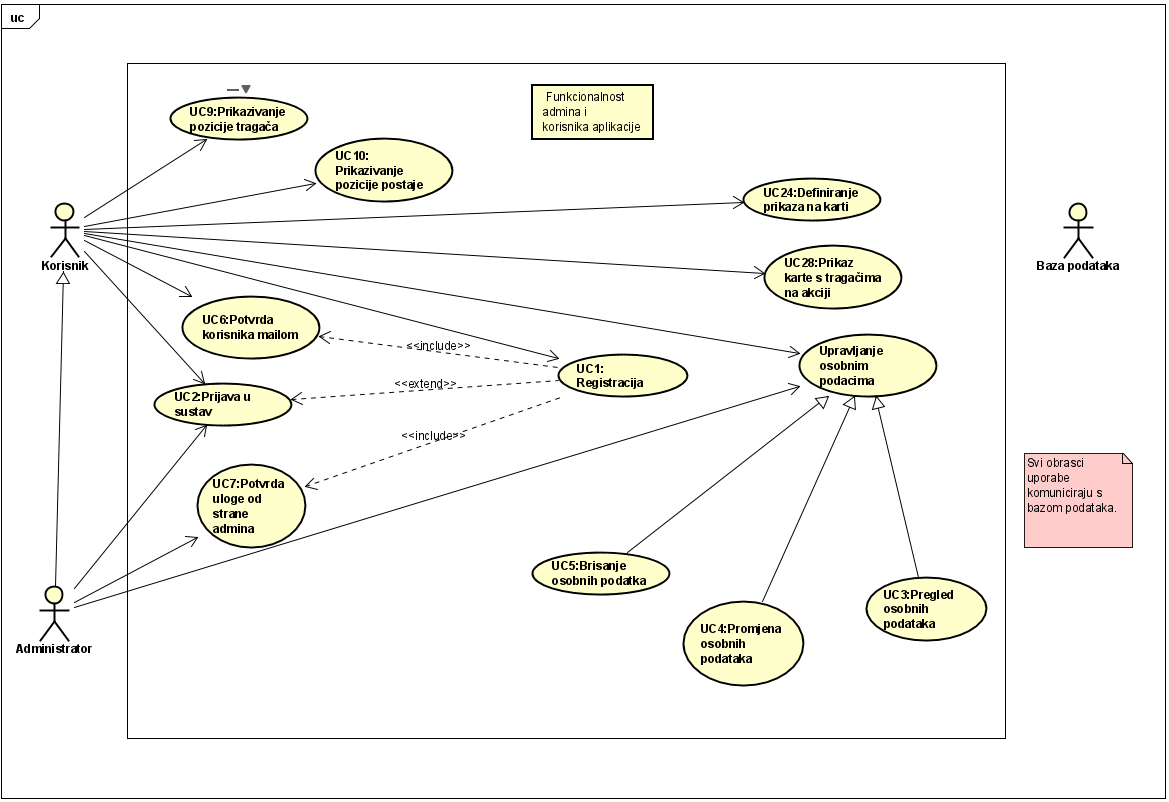 uc
UC9:Prikazivanje
pozicije tragača
Funkcionalnost
admina i
korisnika aplikacije
UC10:
Prikazivanje
pozicije postaje
UC24:Definiranje
prikaza na karti
Korisnik
Baza podataka
UC28:Prikaz
karte s tragačima
na akciji
UC6:Potvrda
korisnika mailom
<<include>>
Upravljanje
osobnim
podacima
UC1:
Registracija
<<extend>>
UC2:Prijava u
sustav
<<include>>
UC7:Potvrda
uloge od
strane
admina
Svi obrasci
uporabe
komuniciraju s
bazom podataka.
UC5:Brisanje
osobnih podatka
UC3:Pregled
osobnih
podataka
UC4:Promjena
osobnih
podataka
Administrator